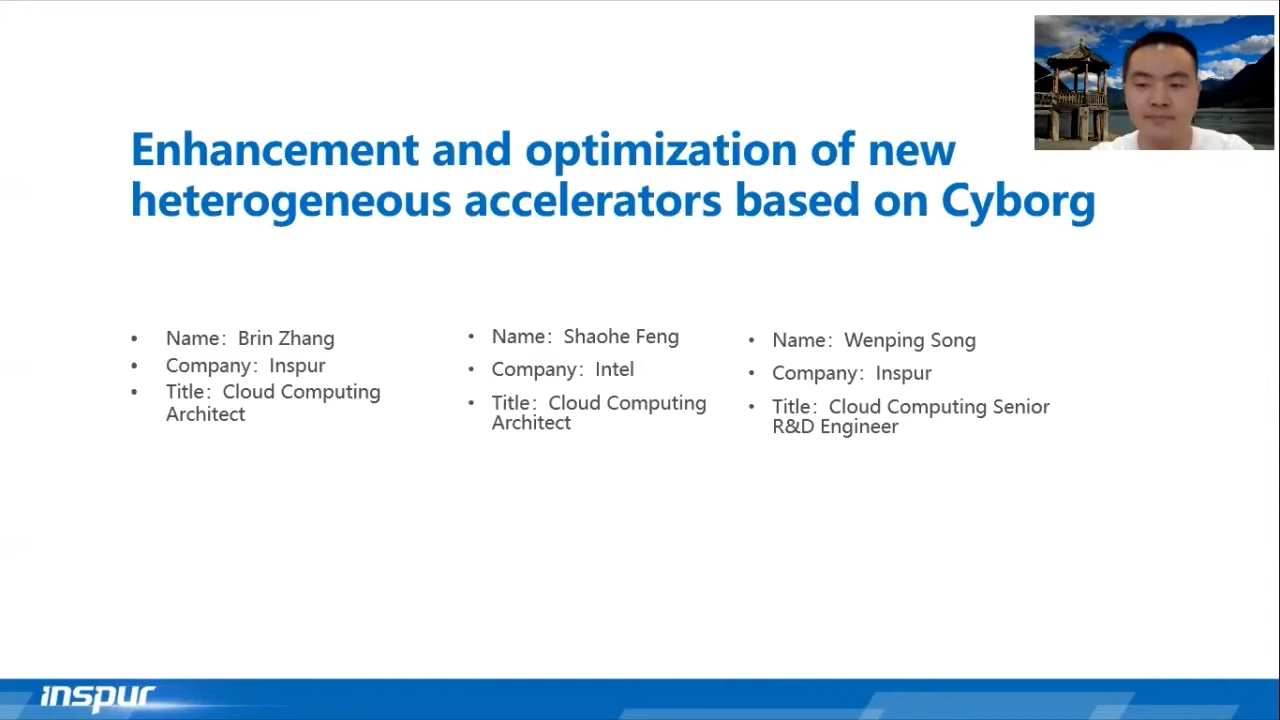 Enhancement and optimization of new
heterogeneous accelerators based on Cyborg
• Name：Brin Zhang
• Company：Inspur
• Title：Cloud Computing
Architect
• Name：Shaohe Feng
• Company：Intel
• Title：Cloud Computing
Architect
• Name：Wenping Song
• Company：Inspur
• Title：Cloud Computing Senior
R&D Engineer
inspur